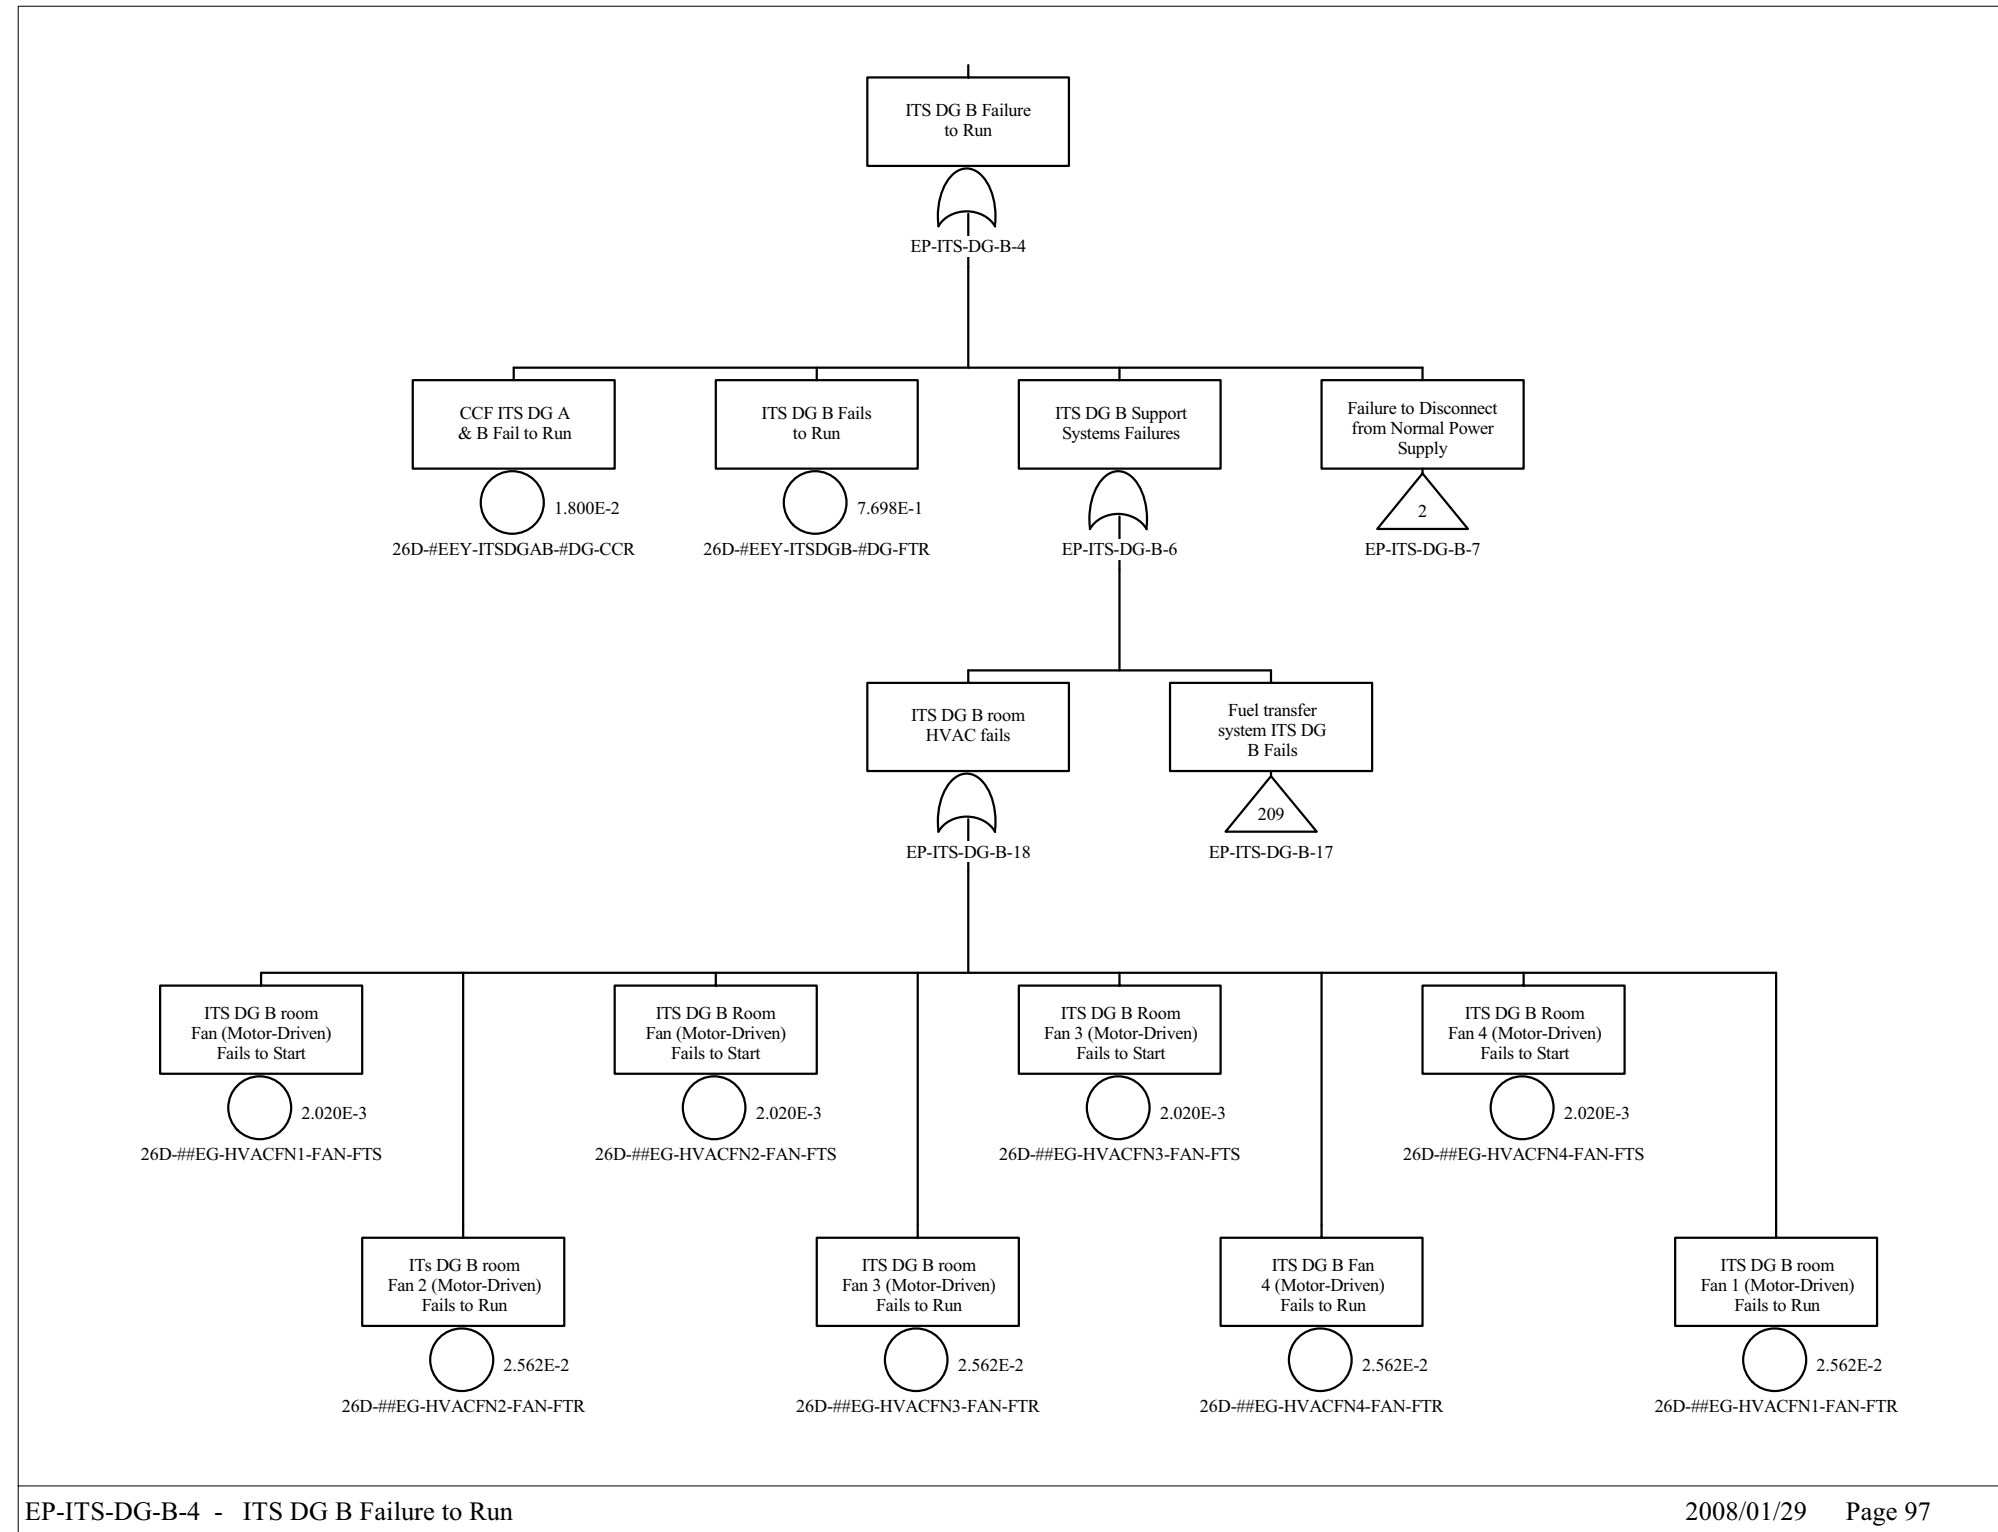 ITS DG B Failure
to Run
EP-ITS-DG-B-4
CCF ITS DG A
& B Fail to Run
1.800E-2
26D-#EEY-ITSDGAB-#DG-CCR
ITS DG B Fails
to Run
7.698E-1
26D-#EEY-ITSDGB-#DG-FTR
ITS DG B Support
Systems Failures
EP-ITS-DG-B-6
Failure to Disconnect
from Normal Power
Supply
2
EP-ITS-DG-B-7
ITS DG B room
HVAC fails
EP-ITS-DG-B-18
Fuel transfer
system ITS DG
B Fails
209
EP-ITS-DG-B-17
ITS DG B room
Fan (Motor-Driven)
Fails to Start
2.020E-3
26D-##EG-HVACFN1-FAN-FTS
ITS DG B Room
Fan (Motor-Driven)
Fails to Start
2.020E-3
26D-##EG-HVACFN2-FAN-FTS
ITS DG B Room
Fan 3 (Motor-Driven)
Fails to Start
2.020E-3
26D-##EG-HVACFN3-FAN-FTS
ITS DG B Room
Fan 4 (Motor-Driven)
Fails to Start
2.020E-3
26D-##EG-HVACFN4-FAN-FTS
ITs DG B room
Fan 2 (Motor-Driven)
Fails to Run
2.562E-2
26D-##EG-HVACFN2-FAN-FTR
ITS DG B room
Fan 3 (Motor-Driven)
Fails to Run
2.562E-2
26D-##EG-HVACFN3-FAN-FTR
ITS DG B Fan
4 (Motor-Driven)
Fails to Run
2.562E-2
26D-##EG-HVACFN4-FAN-FTR
ITS DG B room
Fan 1 (Motor-Driven)
Fails to Run
2.562E-2
26D-##EG-HVACFN1-FAN-FTR
EP-ITS-DG-B-4 - ITS DG B Failure to Run
2008/01/29 Page 97